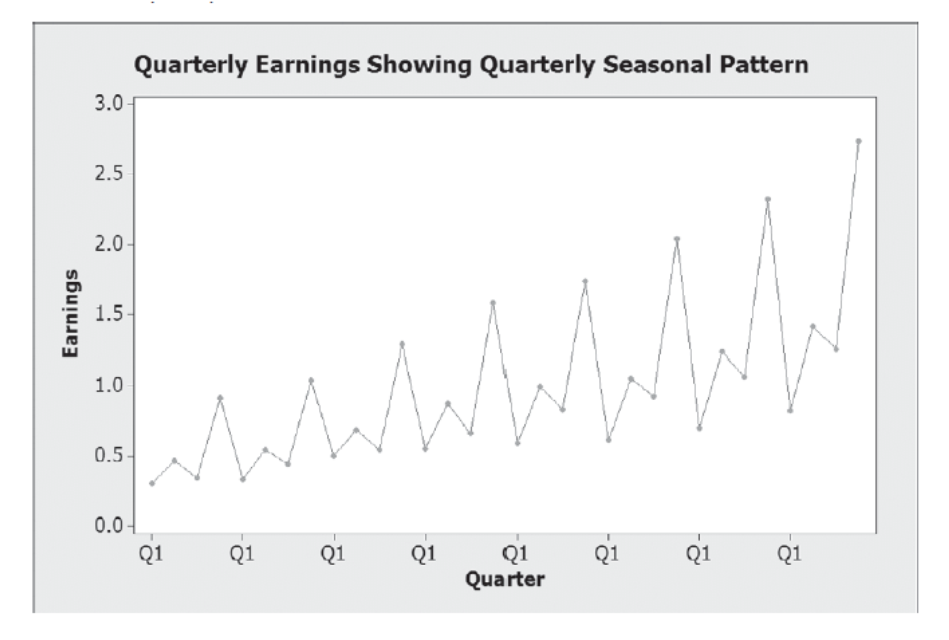 Quarterly Earnings Showing Quarterly Seasonal Pattern
3.0
2.5
2.0
1.5
1.0
0.5
0.0
Earnings
Q1 Q1 Q1 Q1 Q1 Q1 Q1 Q1
Quarter